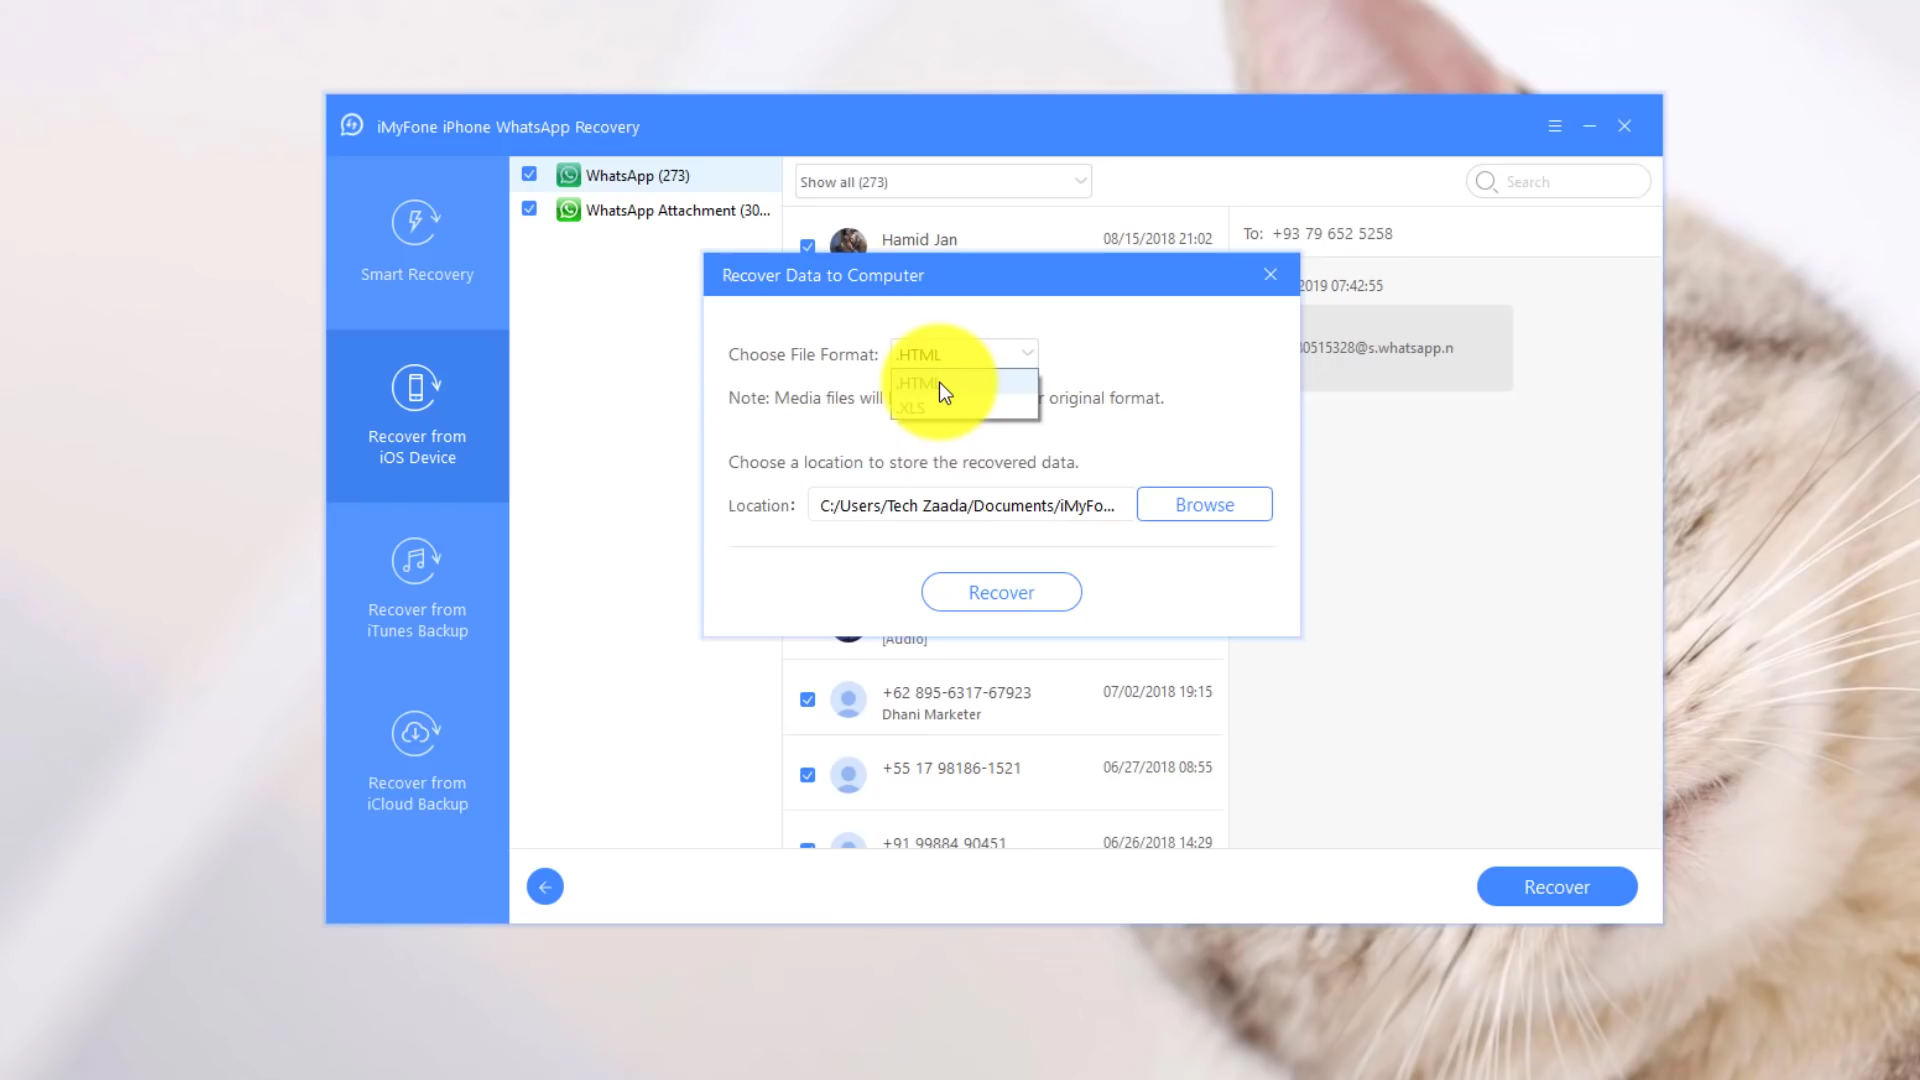 iMyFone iPhone WhatsApp Recovery
Smart Recovery
Recover from
iOS Device
Recover from
iTunes Backup
Recover from
iCloud Backup
WhatsApp (273)
WhatsApp Attachment (30...
Show all (273)
Search
Hamid Jan
08/15/2018 21:02
To: +93 79 652 5258
2019 07:42:55
0515328@s.whatsapp.n
Recover Data to Computer
Choose File Format:
.HTML
.HTML
.XLS
Note: Media files will
original format.
Choose a location to store the recovered data.
Location:
C:/Users/Tech Zaada/Documents/iMyFo...
Browse
Recover
[Audio]
+62 895-6317-67923
07/02/2018 19:15
Dhani Marketer
+55 17 98186-1521
06/27/2018 08:55
+91 99884 90451
06/26/2018 14:29
Recover